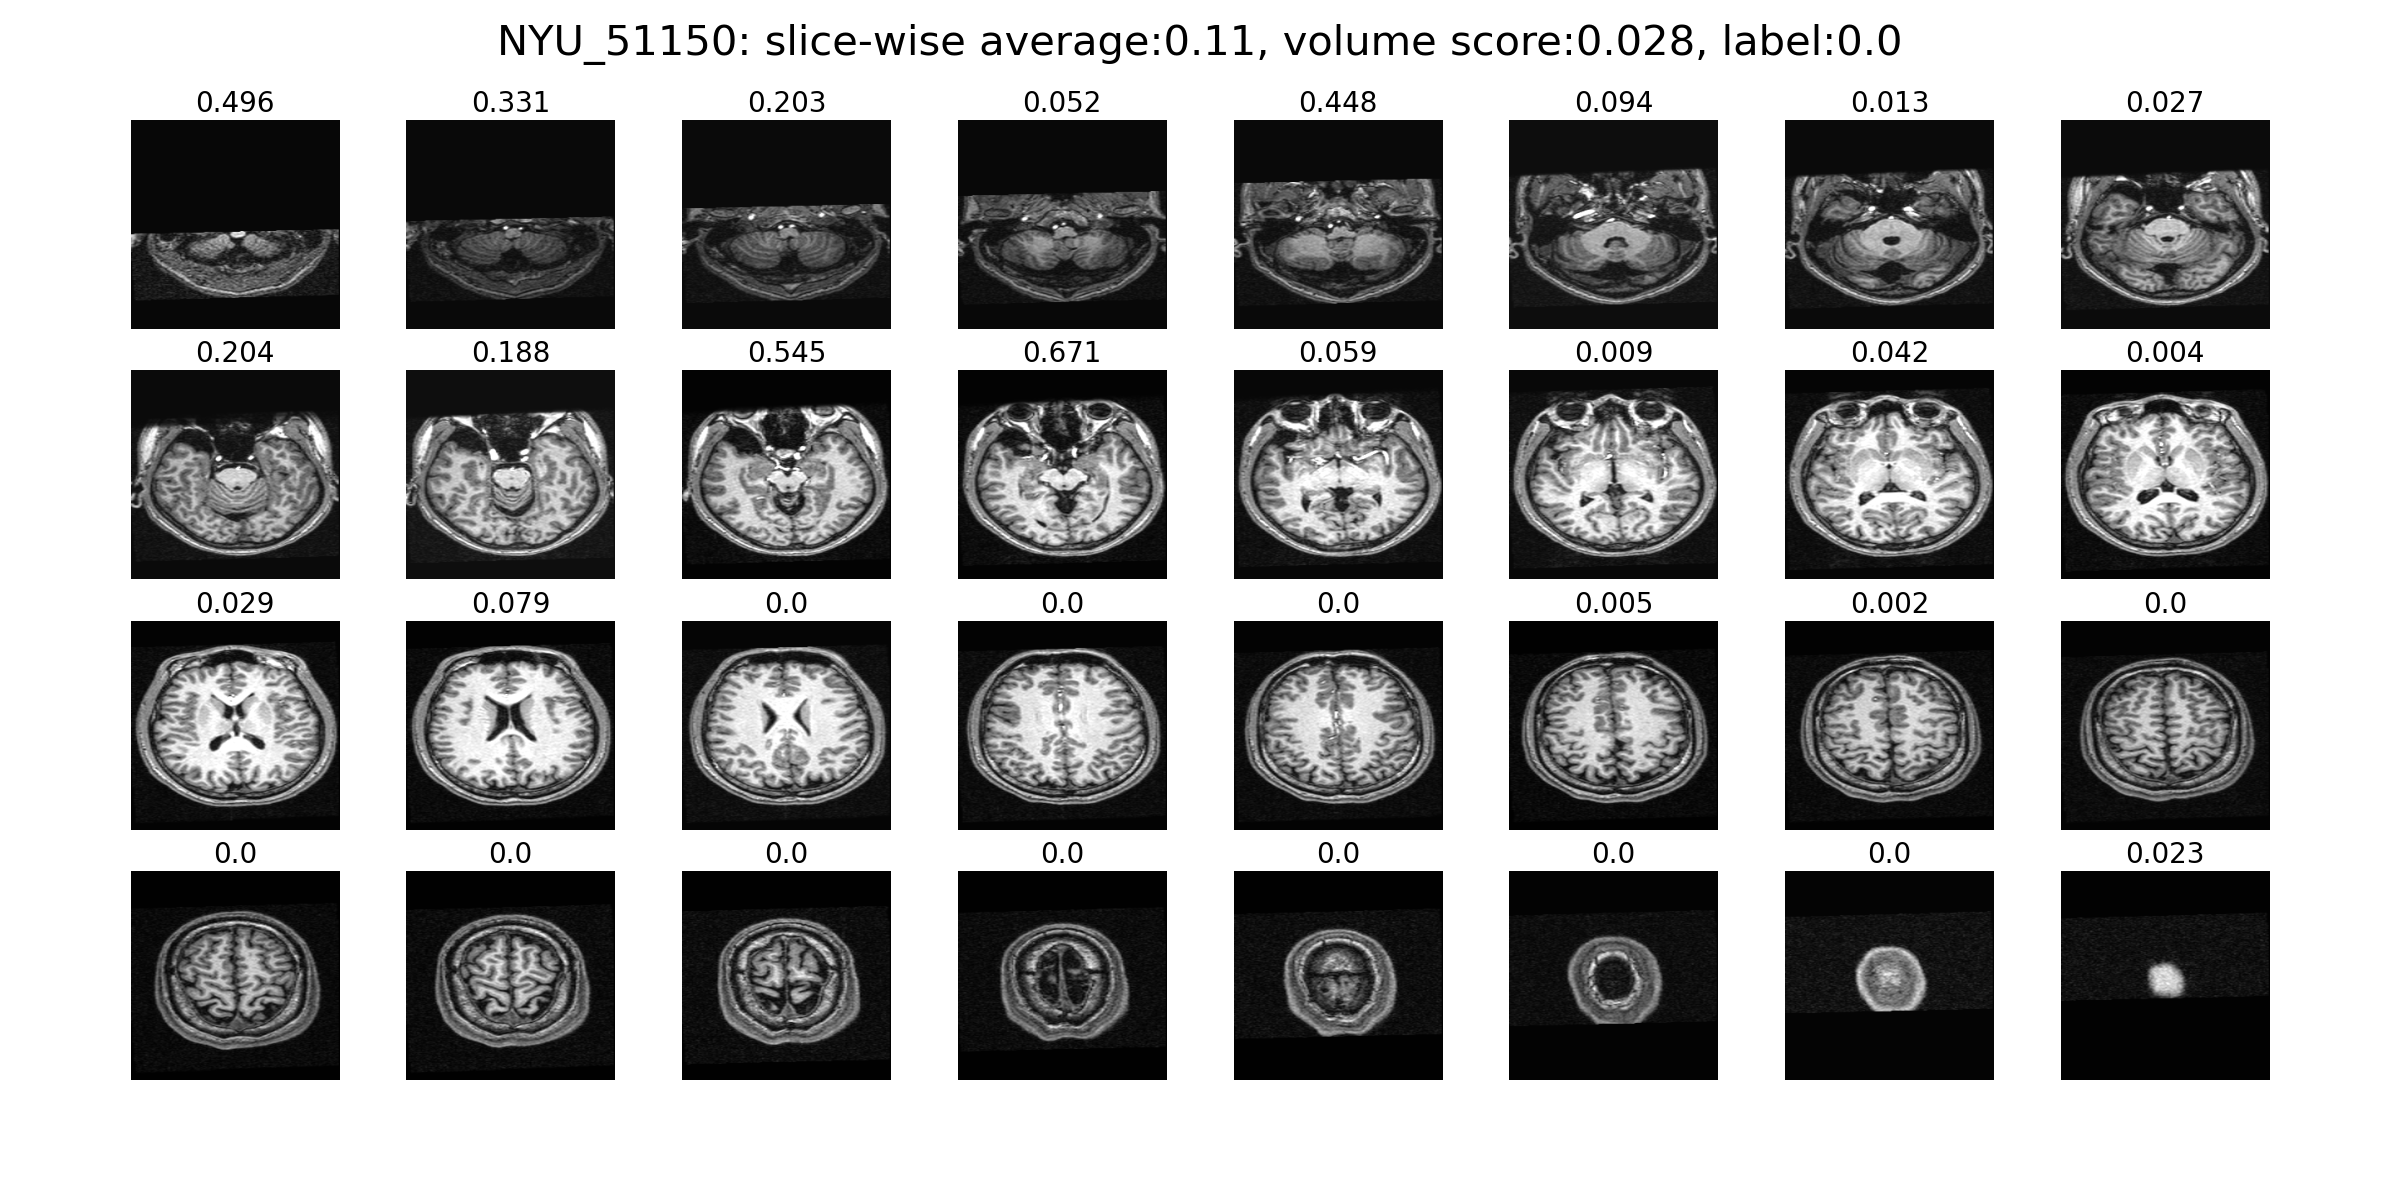 NYU_51150: slice-wise average:0.11, volume score:0.028, label:0.0
0.496 0.331 0.203 0.052 0.448 0.094 0.013 0.027
0.204 0.188 0.545 0.671 0.059 0.009 0.042 0.004
0.029 0.079 0.0 0.0 0.0 0.005 0.002 0.0
0.0 0.0 0.0 0.0 0.0 0.0 0.0 0.023